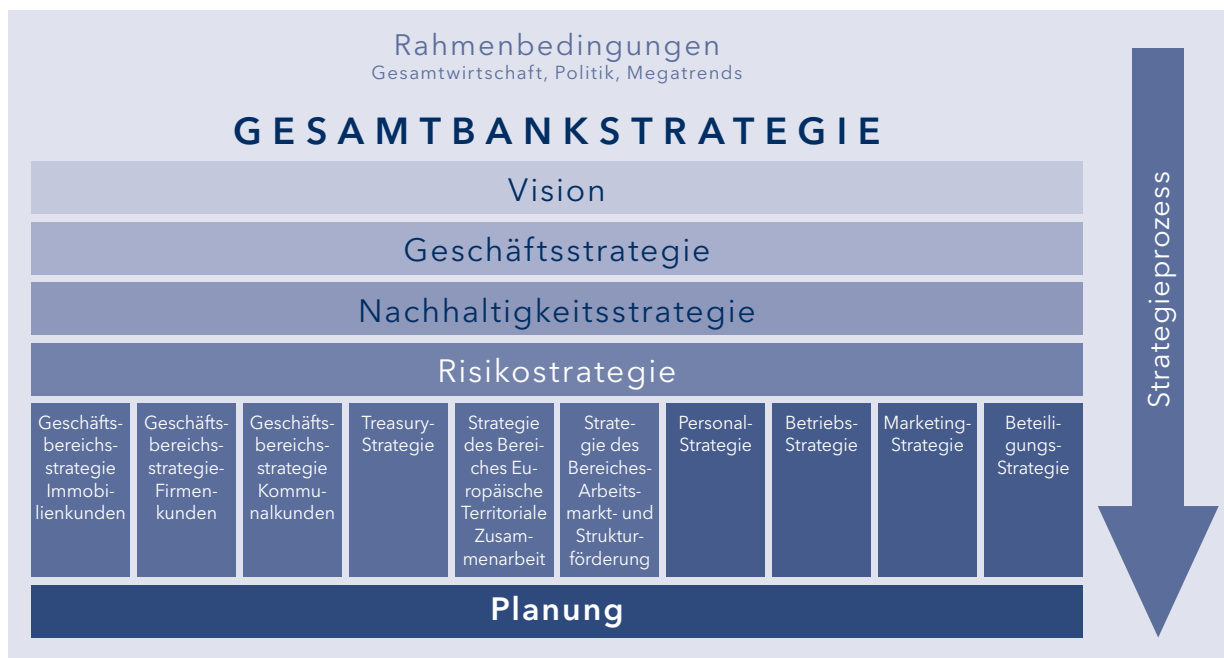 Rahmenbedingungen
Gesamtwirtschaft, Politik, Megatrends
GESAMTBANKSTRATEGIE
Vision
Geschäftsstrategie
Nachhaltigkeitsstrategie
Risikostrategie
Geschäfts-
bereichs-
strategie
Immobi-
lienkunden
Geschäfts-
bereichs-
strategie-
Firmen-
kunden
Geschäfts-
bereichs-
strategie
Kommu-
nalkunden
Treasury-
Strategie
Strategie
des Berei-
ches Eu-
ropäische
Territoriale
Zusam-
menarbeit
Strate-
gie des
Bereiches-
Arbeits-
markt- und
Struktur-
förderung
Personal-
Strategie
Betriebs-
Strategie
Marketing-
Strategie
Beteili-
gungs-
Strategie
Planung
Strategieprozess